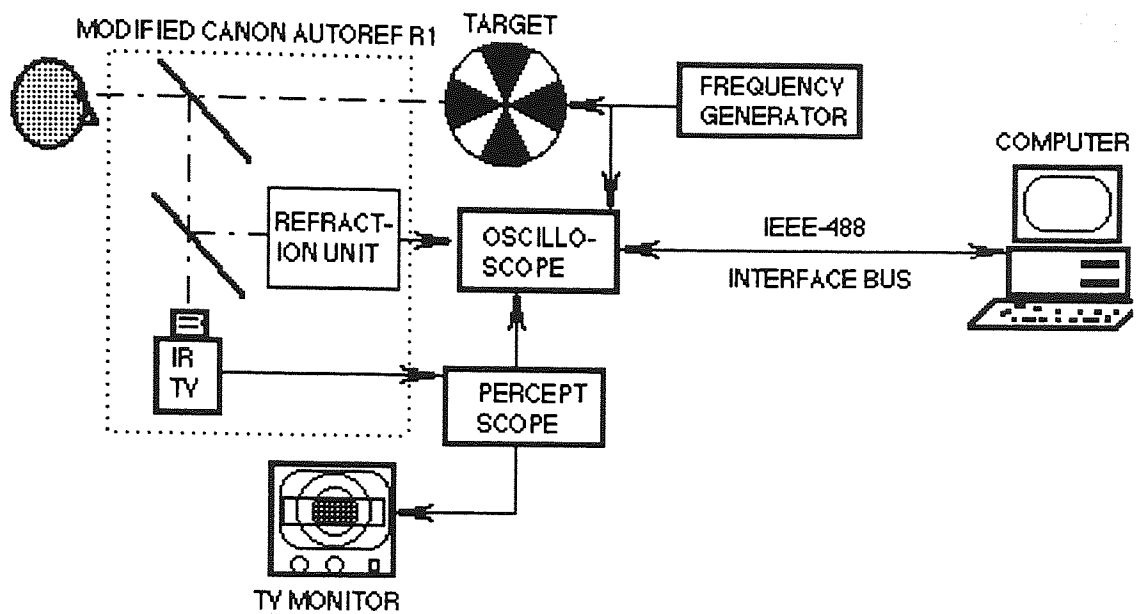 MODIFIED CANON AUTOREF R1
TARGET
FREQUENCY
GENERATOR
COMPUTER
REFRACT-
ION UNIT
OSCILLO-
SCOPE
IEEE-488
INTERFACE BUS
IR
TV
PERCEPT
SCOPE
TV MONITOR